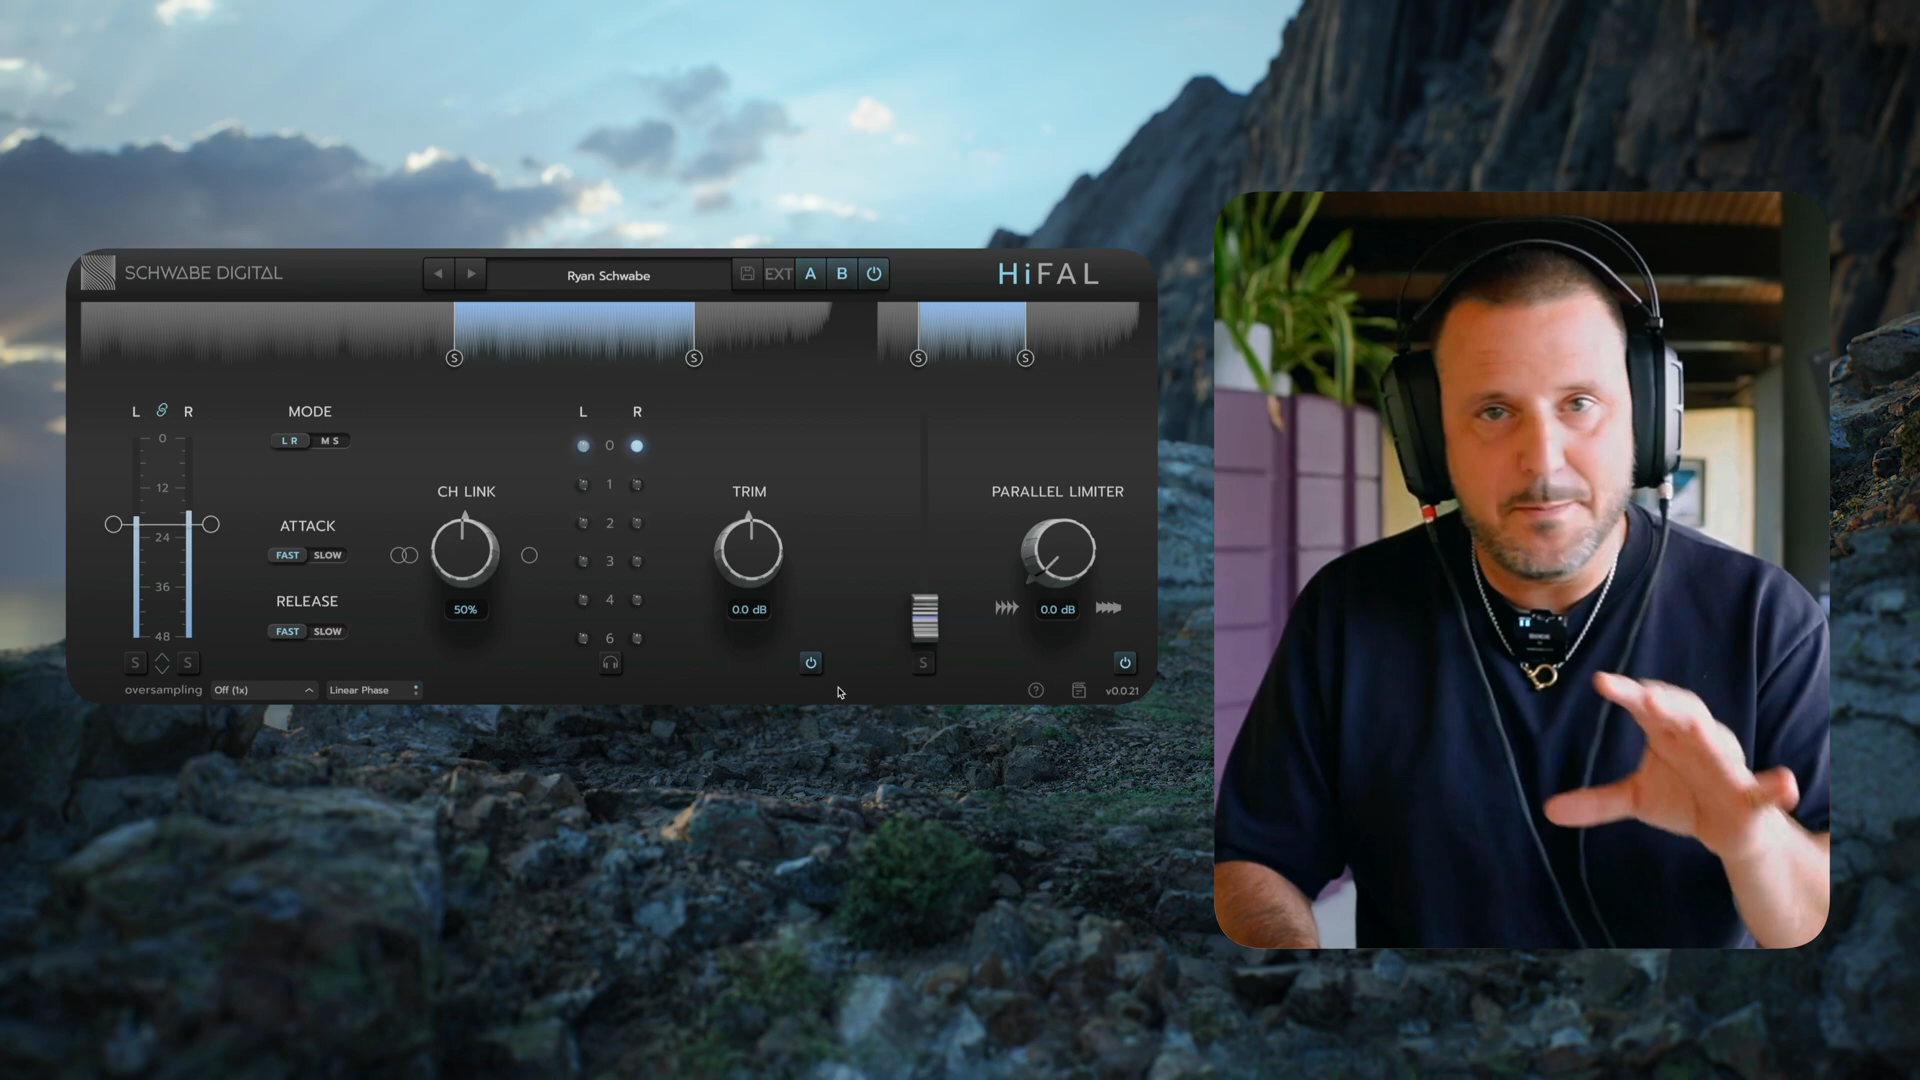 SCHWABE DIGITAL
Ryan Schwabe
EXT
A
B
HiFAL
S
S
S
S
L
R
MODE
L
R
0
L R
M S
0
12
CH LINK
TRIM
1
PARALLEL LIMITER
2
24
ATTACK
FAST
SLOW
3
36
RELEASE
50%
4
0.0 dB
0.0 dB
FAST
SLOW
48
6
S
S
S
oversampling
Off (1x)
Linear Phase
?
v0.0.21